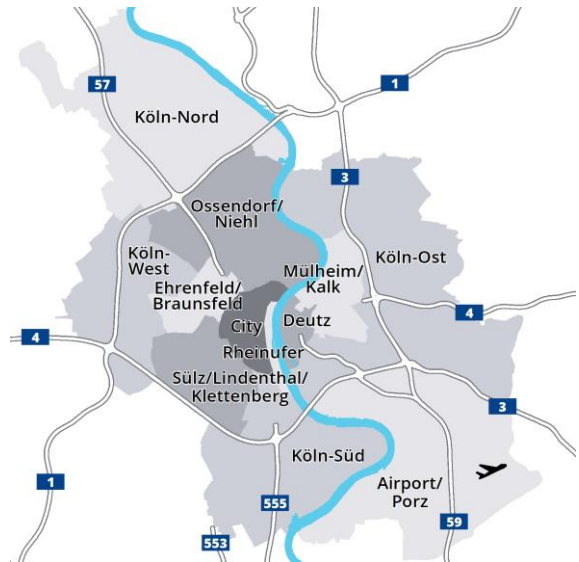 57
1
Köln-Nord
3
Ossendorf/
Niehl
Köln-
West
Köln-Ost
Mülheim/
Kalk
Ehrenfeld/
Braunsfeld
4
City
Deutz
4
Rheinufer
Sülz/Lindenthal/
Klettenberg
3
Köln-Süd
1
Airport/
Porz
555
59
553